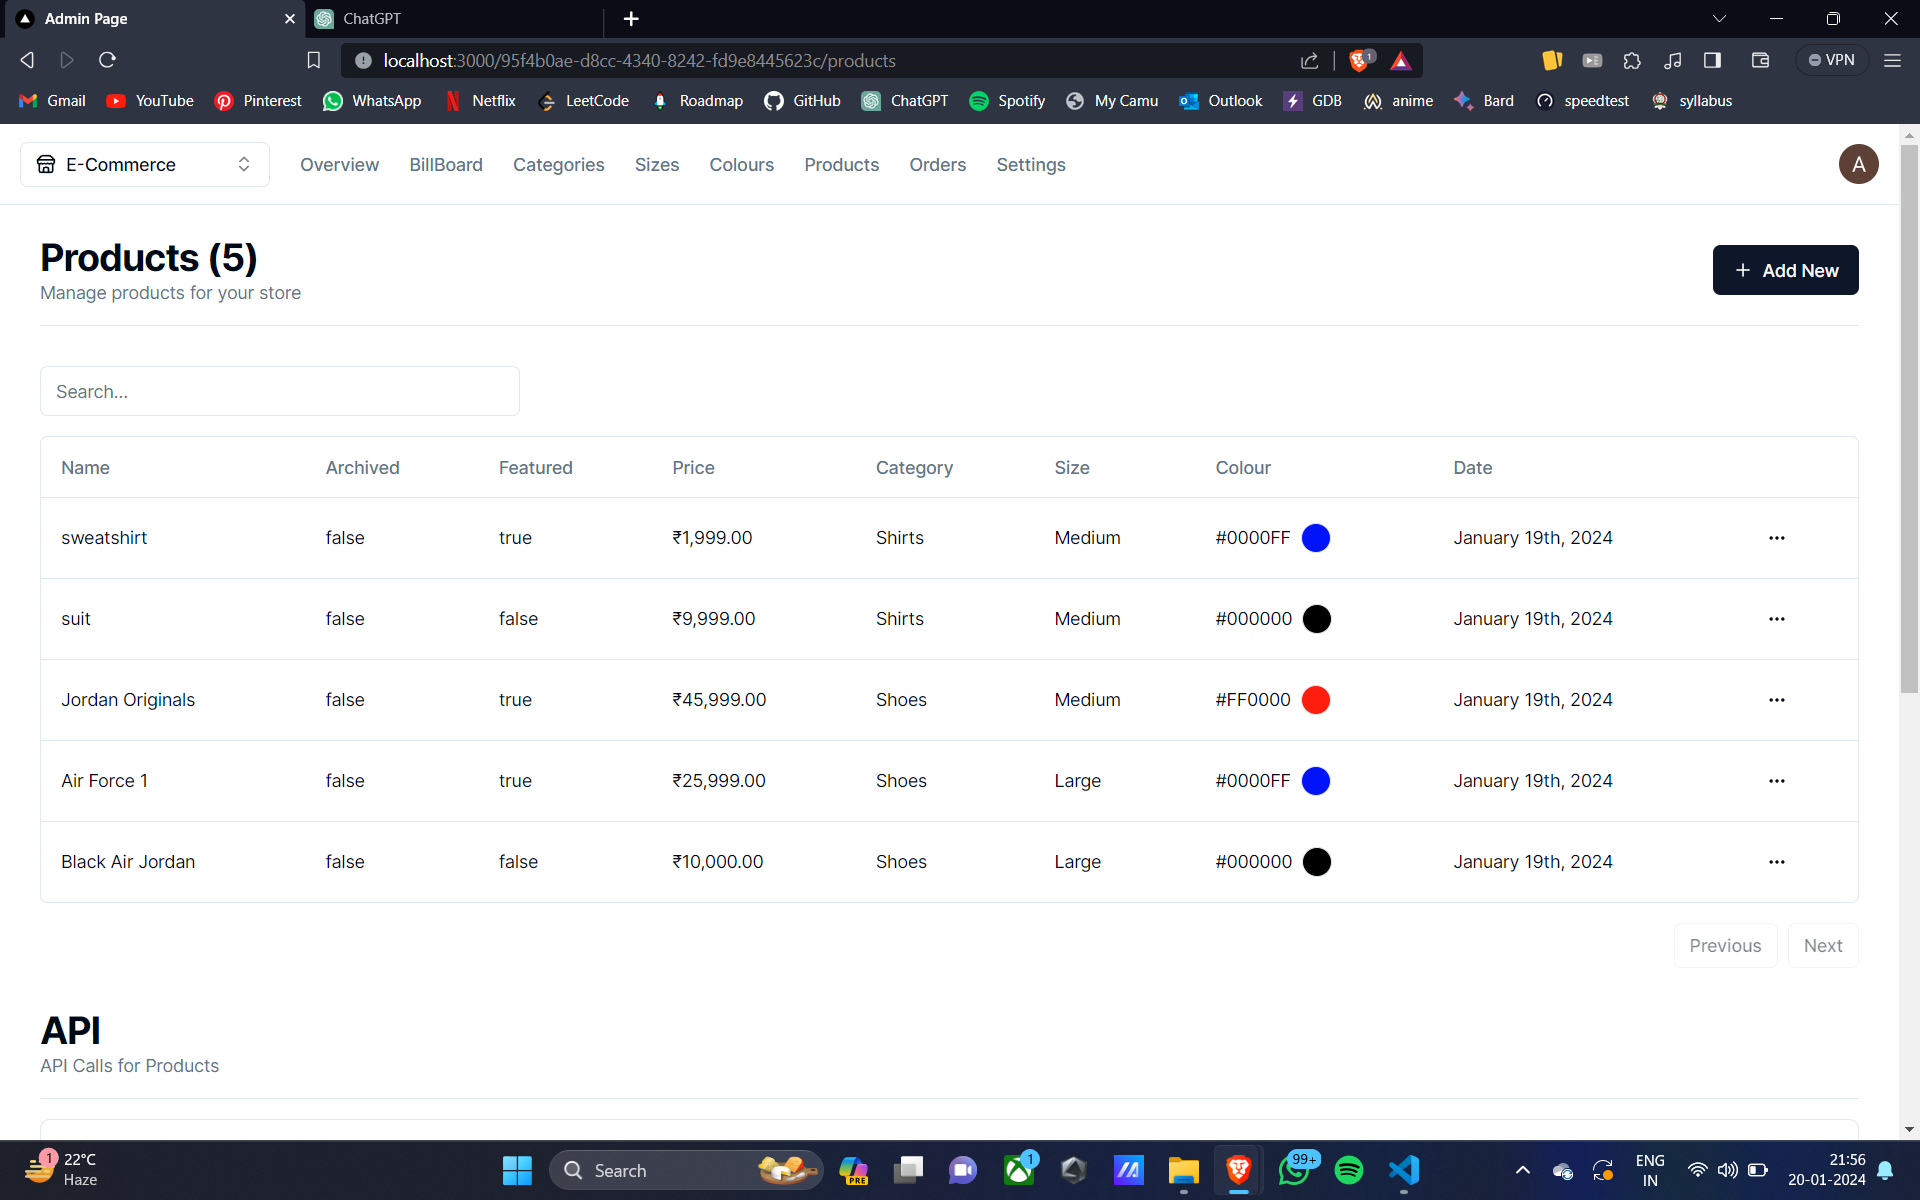 Admin Page
ChatGPT
localhost:3000/95f4b0ae-d8cc-4340-8242-fd9e8445623c/products
1
VPN
Gmail YouTube Pinterest WhatsApp Netflix LeetCode Roadmap GitHub ChatGPT Spotify My Camu Outlook GDB anime Bard speedtest syllabus
E-Commerce
Overview BillBoard Categories Sizes Colours Products Orders Settings
A
Products (5)
Manage products for your store
+ Add New
Search...
Name Archived Featured Price Category Size Colour Date
sweatshirt false true ₹1,999.00 Shirts Medium #0000FF January 19th, 2024
suit false false ₹9,999.00 Shirts Medium #000000 January 19th, 2024
Jordan Originals false true ₹45,999.00 Shoes Medium #FF0000 January 19th, 2024
Air Force 1 false true ₹25,999.00 Shoes Large #0000FF January 19th, 2024
Black Air Jordan false false ₹10,000.00 Shoes Large #000000 January 19th, 2024
Previous Next
API
API Calls for Products
1
22°C
Haze
Search
PRE
1
99+
ENG
IN
21:56
20-01-2024